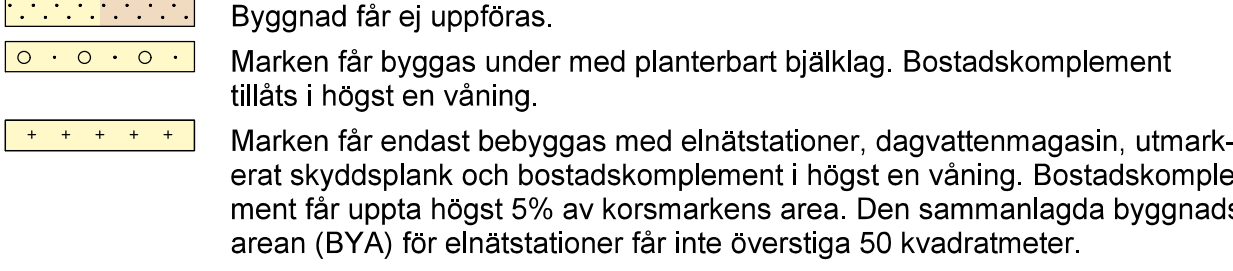 Byggnad får ej uppföras.
Marken får byggas under med planterbart bjälklag. Bostadskomplement
tillåts i högst en våning.
Marken får endast bebyggas med elnätstationer, dagvattenmagasin, utmark-
erat skyddsplank och bostadskomplement i högst en våning. Bostadskomple
ment får uppta högst 5% av korsmarkens area. Den sammanlagda byggnads
arean (BYA) för elnätstationer får inte överstiga 50 kvadratmeter.